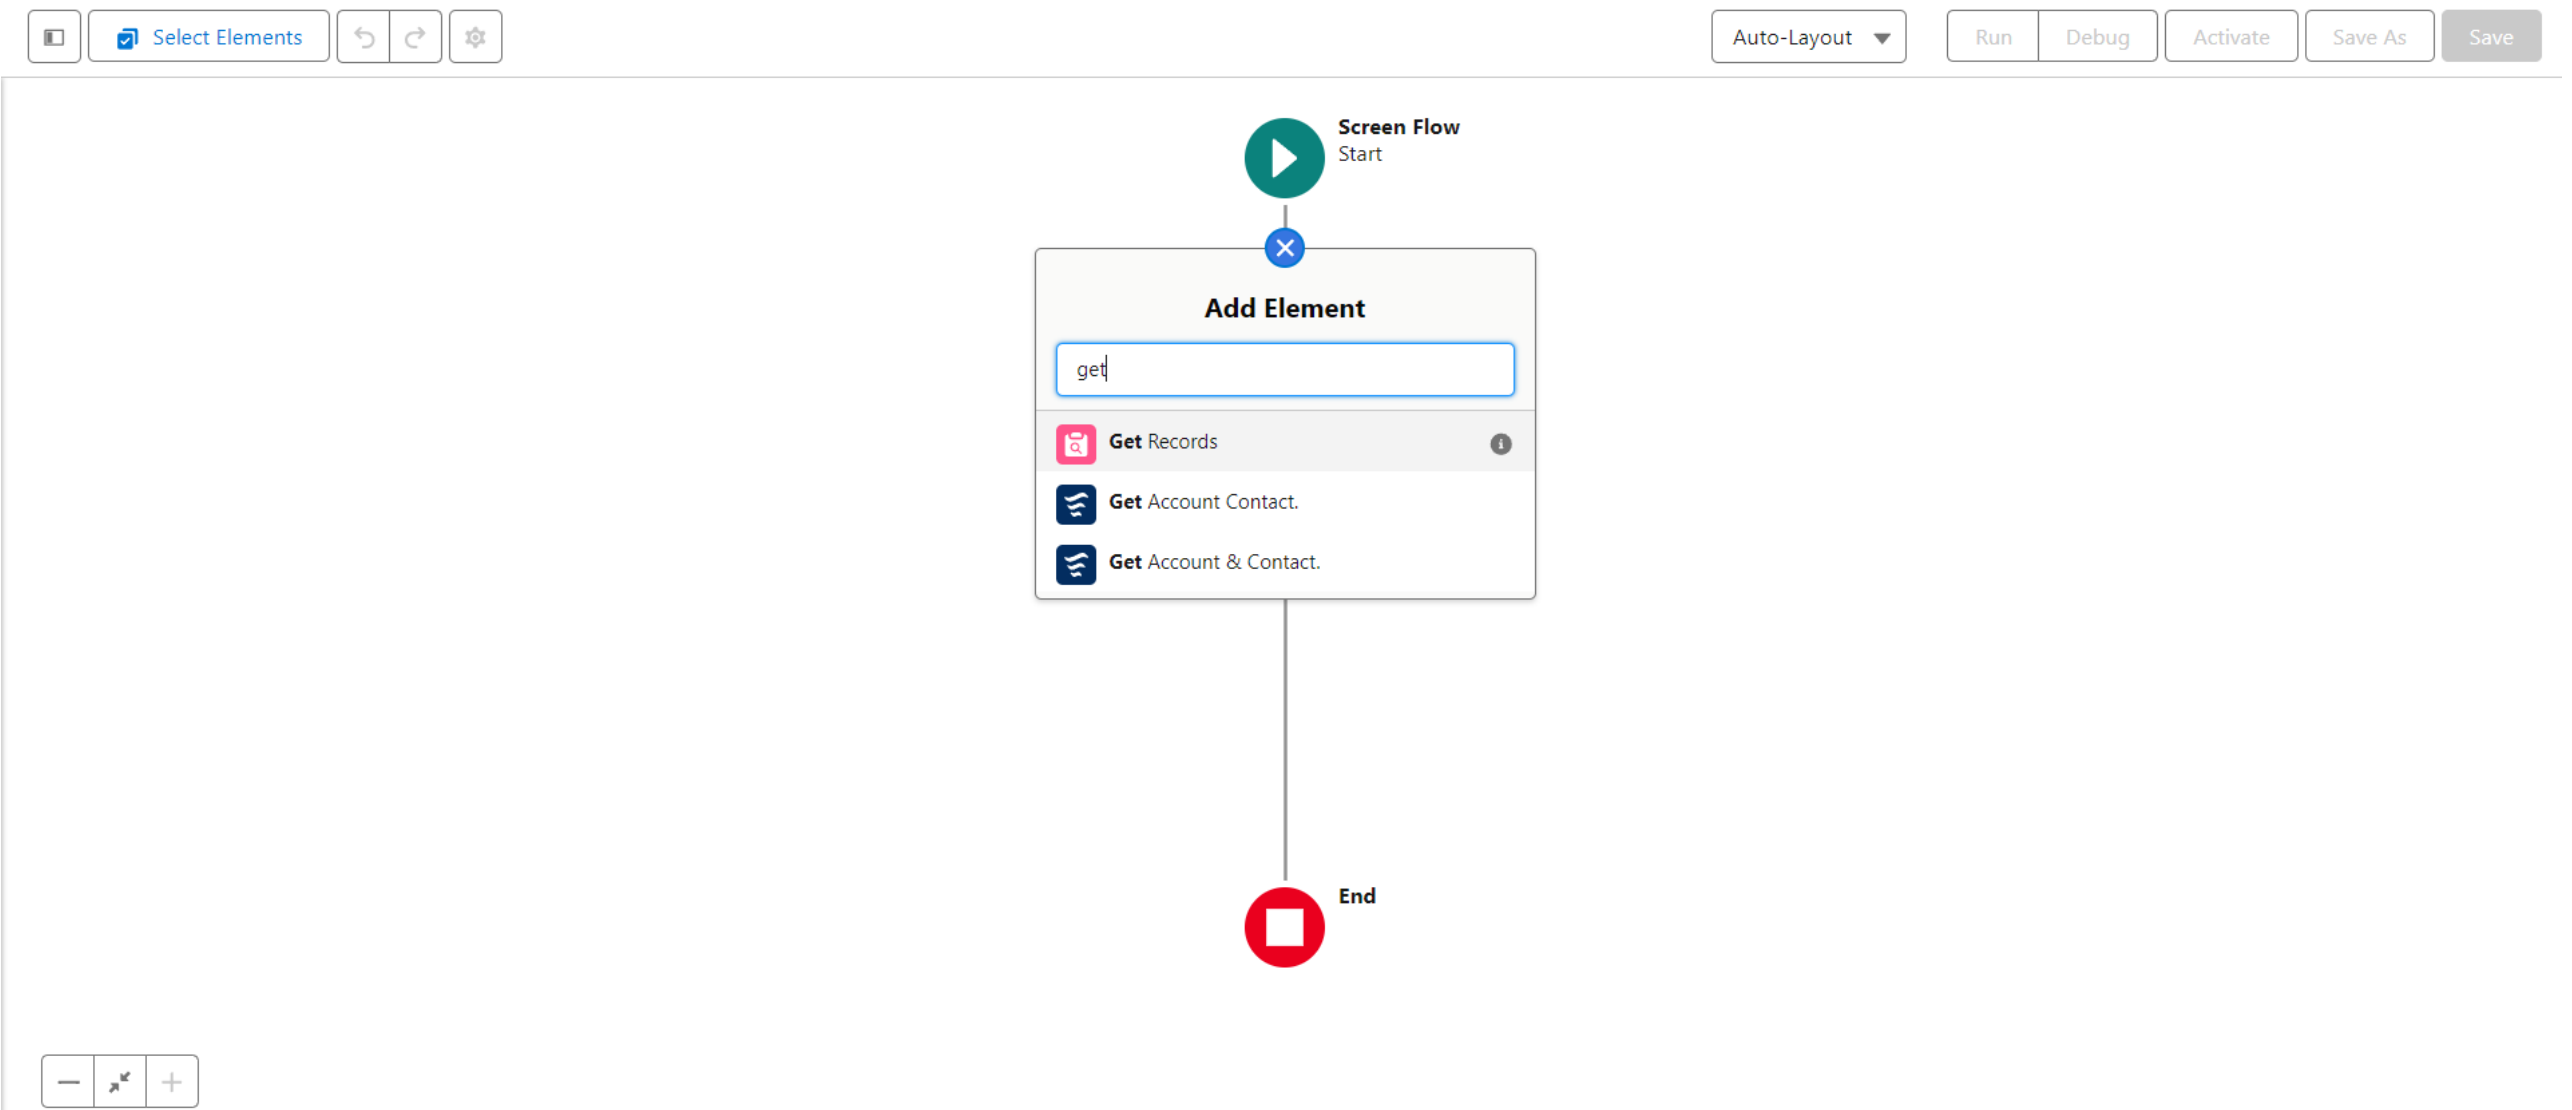 Select Elements
Auto-Layout
Run
Debug
Activate
Save As
Save
Screen Flow
Start
Add Element
get
Get Records
Get Account Contact.
Get Account & Contact.
End